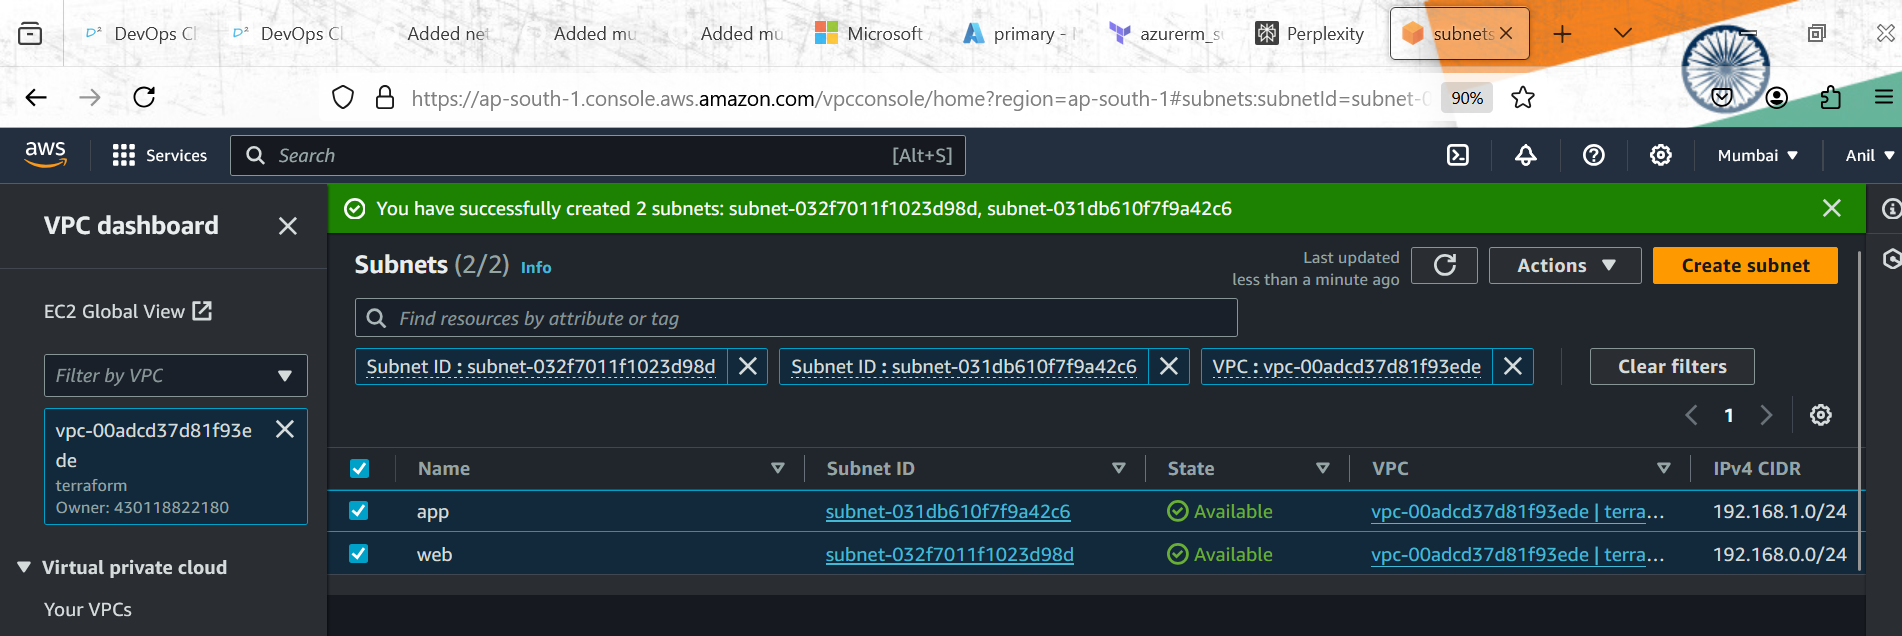 DevOps Cl
DevOps Cl
Added net
Added mu
Added mu
Microsoft
primary -
azurerm_su
Perplexity
subnets
https://ap-south-1.console.aws.amazon.com/vpcconsole/home?region=ap-south-1#subnets:subnetId=subnet-0
90%
aws
Services
Search
[Alt+S]
Mumbai
Anil
VPC dashboard
EC2 Global View
Filter by VPC
vpc-00adcd37d81f93e
de
terraform
Owner: 430118822180
Virtual private cloud
Your VPCs
You have successfully created 2 subnets: subnet-032f7011f1023d98d, subnet-031db610f7f9a42c6
Subnets (2/2) Info
Last updated
less than a minute ago
Actions
Create subnet
Find resources by attribute or tag
Subnet ID : subnet-032f7011f1023d98d
Subnet ID : subnet-031db610f7f9a42c6
VPC : vpc-00adcd37d81f93ede
Clear filters
1
Name Subnet ID State VPC IPv4 CIDR
app subnet-031db610f7f9a42c6 Available vpc-00adcd37d81f93ede | terra... 192.168.1.0/24
web subnet-032f7011f1023d98d Available vpc-00adcd37d81f93ede | terra... 192.168.0.0/24